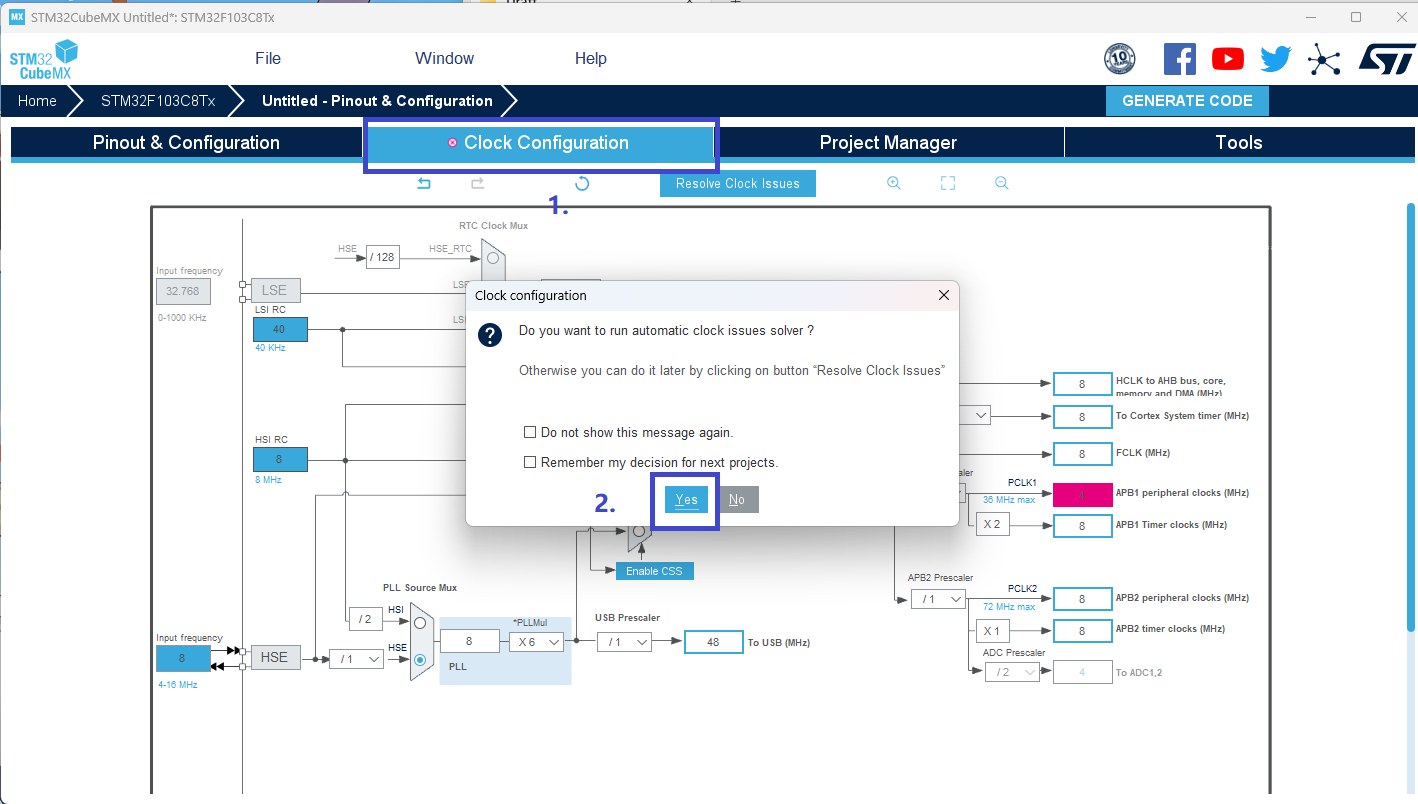 Draft
MX STM32CubeMX Untitled*: STM32F103C8Tx
STM32
CubeMX
File
Window
Help
10
ST
Home
STM32F103C8Tx
Untitled - Pinout & Configuration
GENERATE CODE
Pinout & Configuration
Clock Configuration
Project Manager
Tools
Resolve Clock Issues
1.
RTC Clock Mux
HSE
/ 128
HSE_RTC
Input frequency
32.768
0-1000 KHz
LSE
LSE
LSI RC
40
40 KHz
LSI
Clock configuration
Do you want to run automatic clock issues solver ?
Otherwise you can do it later by clicking on button “Resolve Clock Issues”
Do not show this message again.
Remember my decision for next projects.
2.
Yes
No
HSI RC
8
8 MHz
8
HCLK to AHB bus, core,
memory and DMA (MHz)
8
To Cortex System timer (MHz)
8
FCLK (MHz)
PCLK1
36 MHz max
APB1 peripheral clocks (MHz)
X 2
8
APB1 Timer clocks (MHz)
Enable CSS
PLL Source Mux
HSI
/ 2
HSE
Input frequency
8
4-16 MHz
HSE
/ 1
8
*PLLMul
X 6
PLL
USB Prescaler
/ 1
48
To USB (MHz)
APB2 Prescaler
/ 1
PCLK2
72 MHz max
8
APB2 peripheral clocks (MHz)
X 1
8
APB2 timer clocks (MHz)
ADC Prescaler
/ 2
4
To ADC1,2